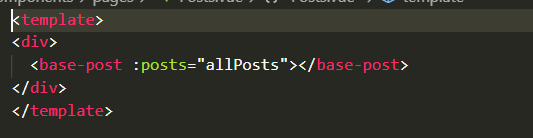 <template>
<div>
<base-post :posts="allPosts"></base-post>
</div>
</template>